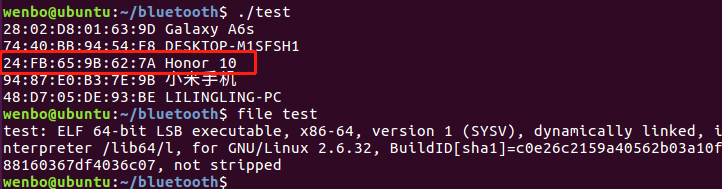 wenbo@ubuntu:~/bluetooth$ ./test
28:02:D8:01:63:9D Galaxy A6s
74:40:BB:94:54:F8 DESKTOP-M1SFSH1
24:FB:65:9B:62:7A Honor 10
94:87:E0:B3:7E:9B 小米手机
48:D7:05:DE:93:BE LILINGLING-PC
wenbo@ubuntu:~/bluetooth$ file test
test: ELF 64-bit LSB executable, x86-64, version 1 (SYSV), dynamically linked, i
nterpreter /lib64/l, for GNU/Linux 2.6.32, BuildID[sha1]=c0e26c2159a40562b03a10f
88160367df4036c07, not stripped
wenbo@ubuntu:~/bluetooth$